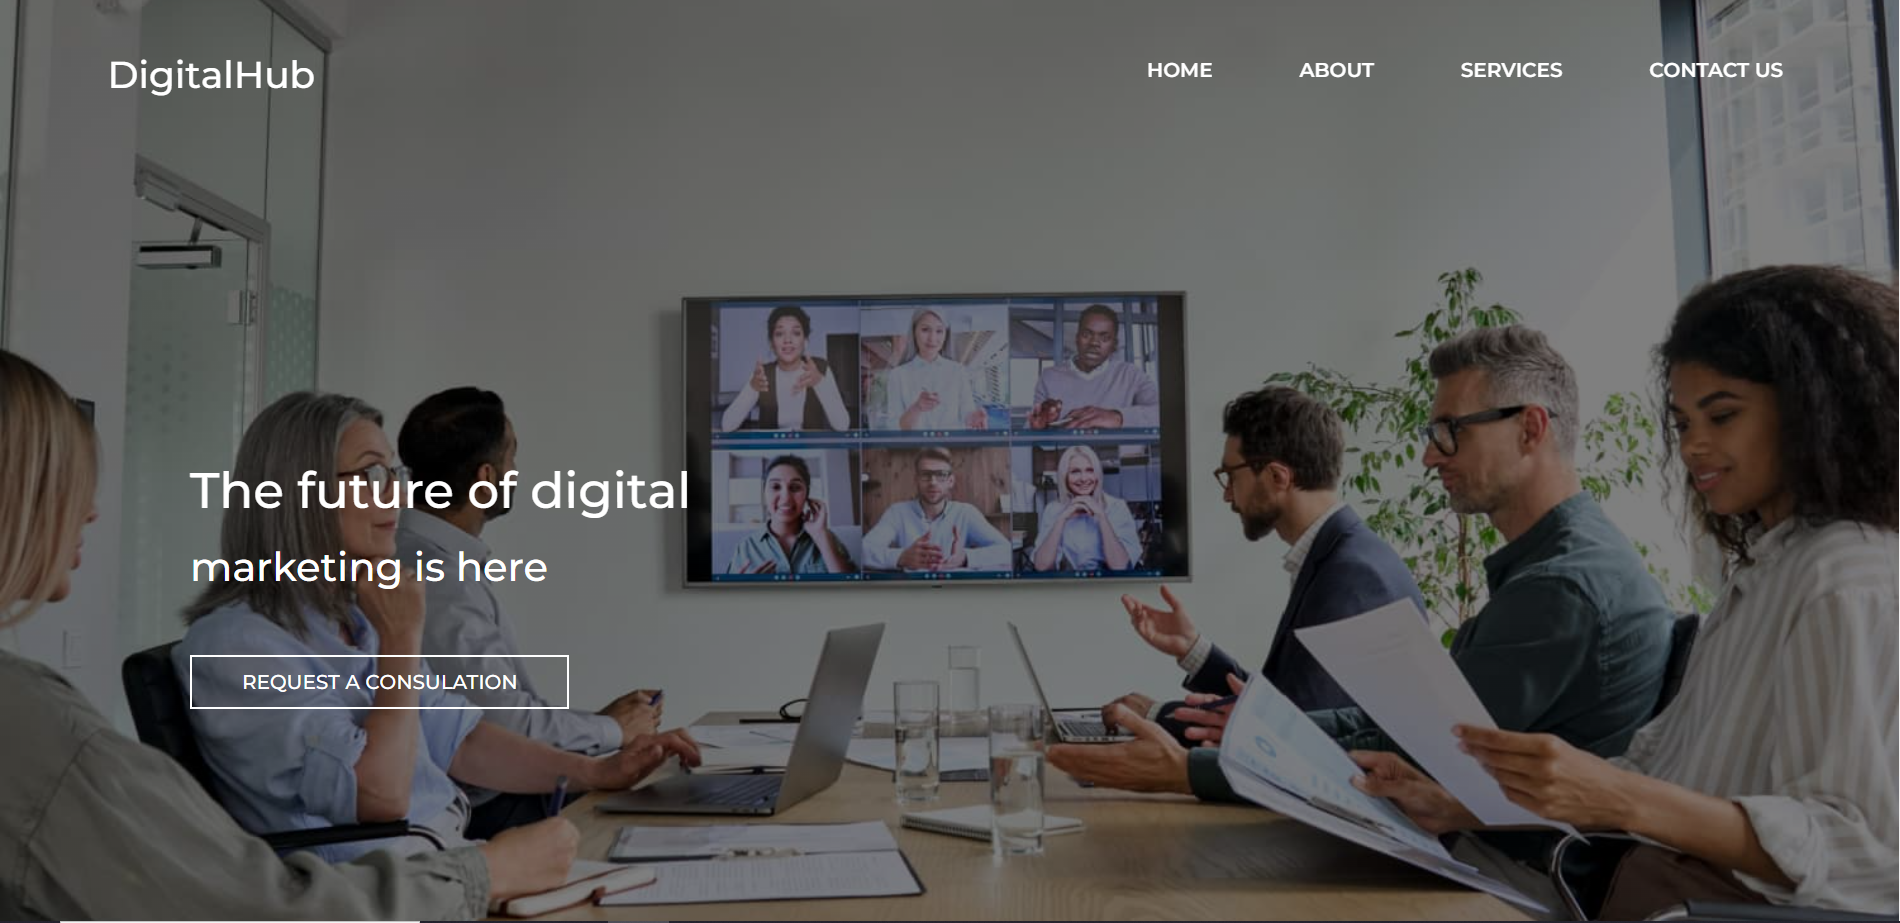 DigitalHub
HOME
ABOUT
SERVICES
CONTACT US
The future of digital
marketing is here
REQUEST A CONSULATION